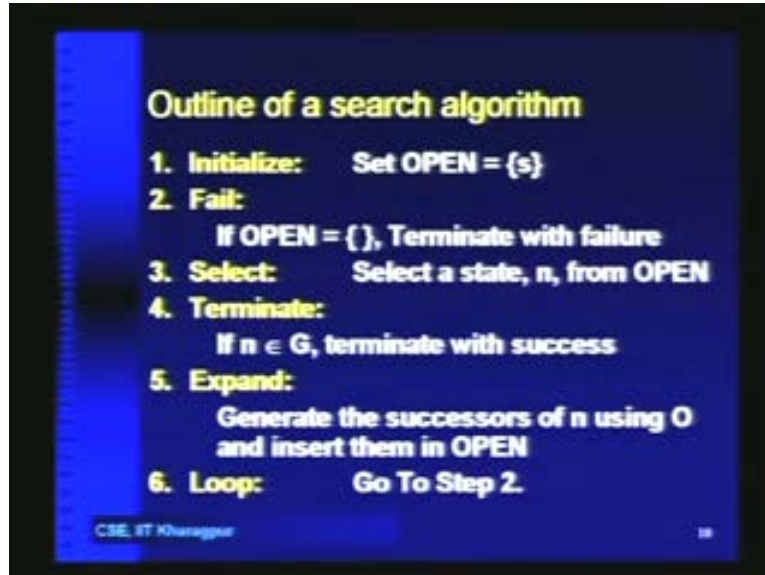 Outline of a search algorithm
1. Initialize: Set OPEN = {s}
2. Fail:
If OPEN = { }, Terminate with failure
3. Select: Select a state, n, from OPEN
4. Terminate:
If n ∈ G, terminate with success
5. Expand:
Generate the successors of n using O
and insert them in OPEN
6. Loop: Go To Step 2.
CSE, IIT Kharagpur